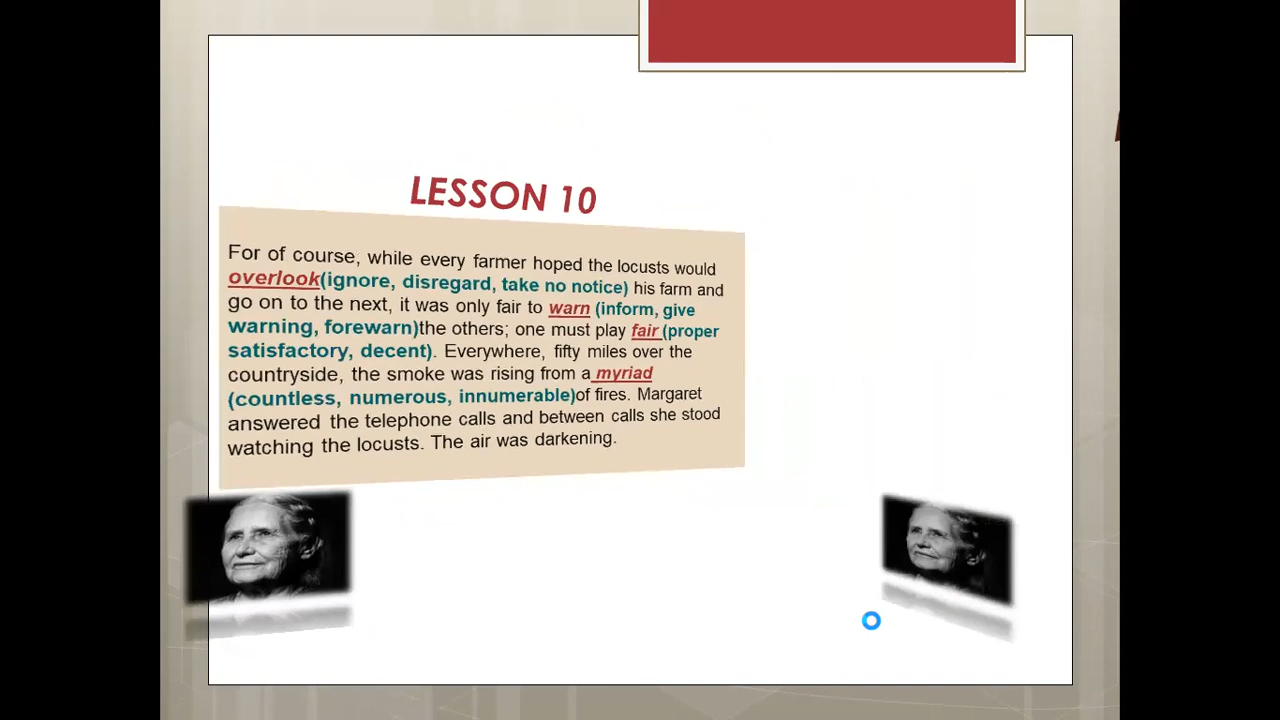 LESSON 10
For of course, while every farmer hoped the locusts would
overlook(ignore, disregard, take no notice) his farm and
go on to the next, it was only fair to warn (inform, give
warning, forewarn)the others; one must play fair (proper
satisfactory, decent). Everywhere, fifty miles over the
countryside, the smoke was rising from a myriad
(countless, numerous, innumerable)of fires. Margaret
answered the telephone calls and between calls she stood
watching the locusts. The air was darkening.